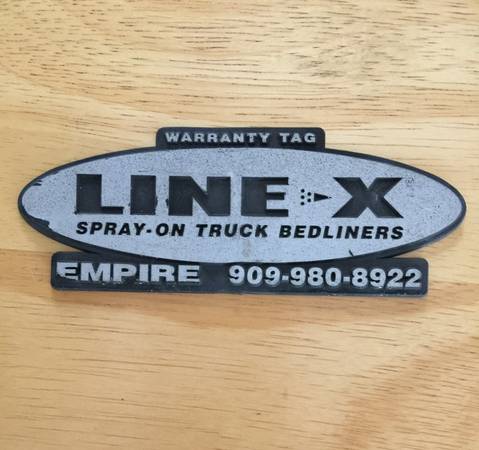 WARRANTY TAG
LINE-X
SPRAY-ON TRUCK BEDLINERS
EMPIRE 909-980-8922